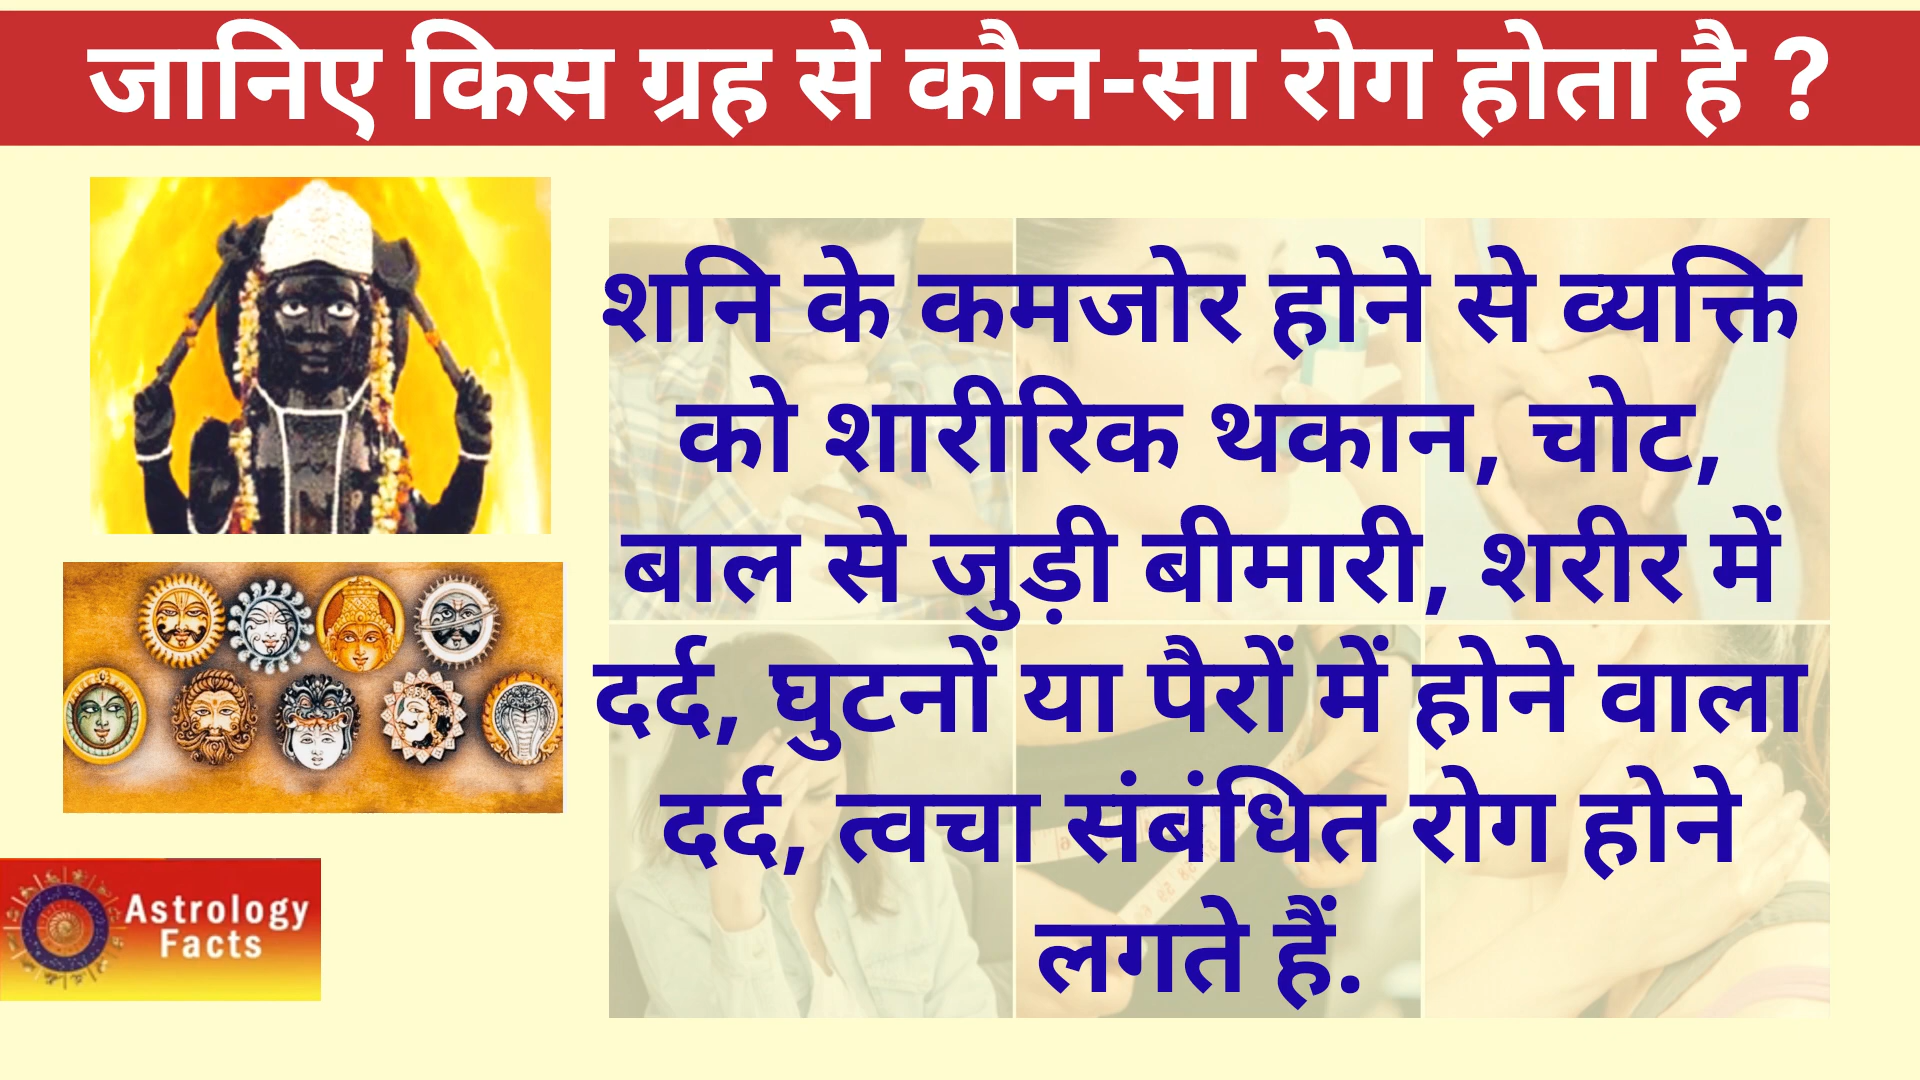 जानिए किस ग्रह से कौन-सा रोग होता है ?
शनि के कमजोर होने से व्यक्ति
को शारीरिक थकान, चोट,
बाल से जुड़ी बीमारी, शरीर में
दर्द, घुटनों या पैरों में होने वाला
दर्द, त्वचा संबंधित रोग होने
लगते हैं.
Astrology
Facts